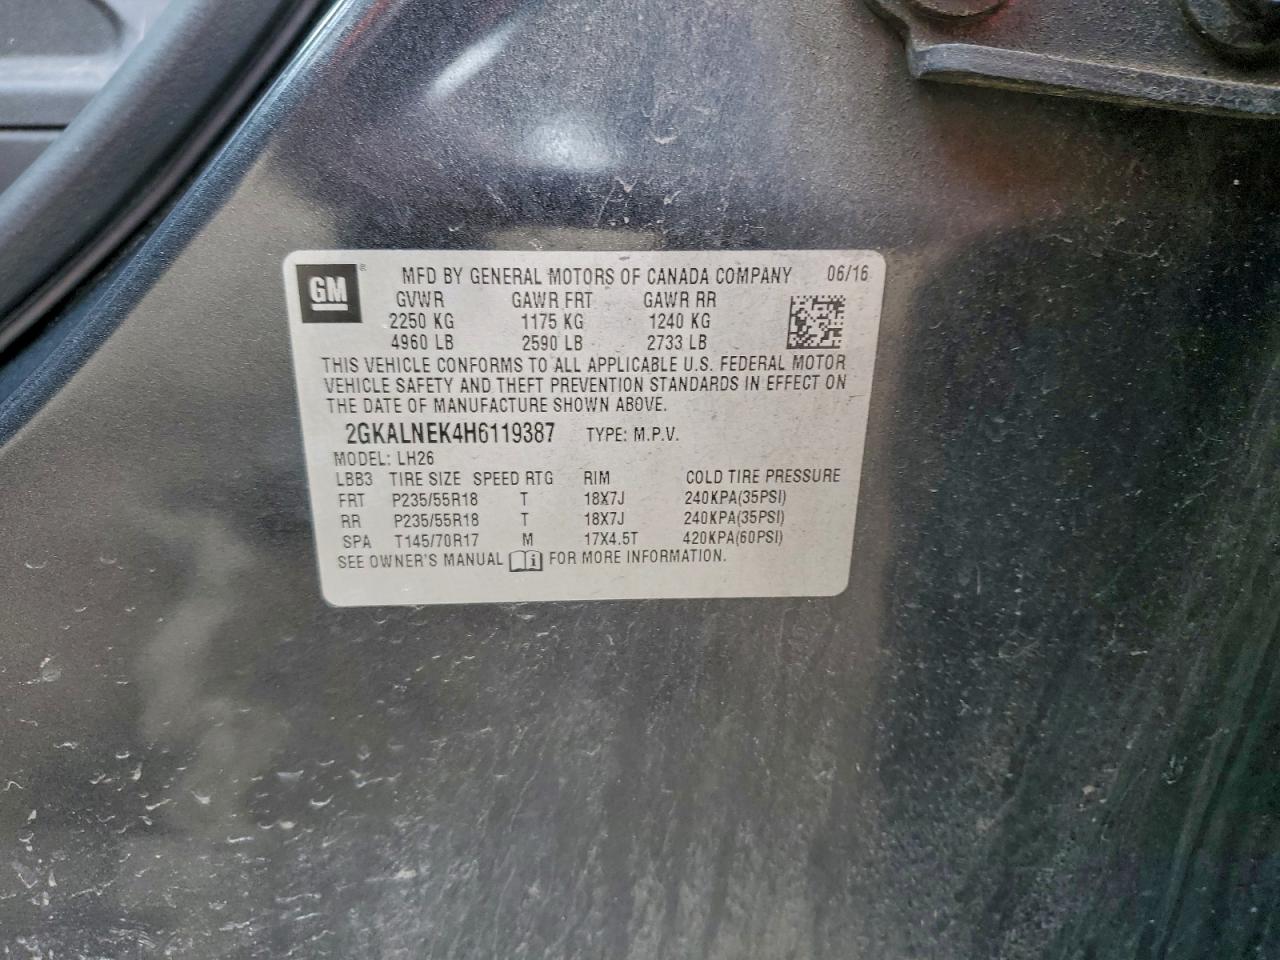 GM ® MFD BY GENERAL MOTORS OF CANADA COMPANY 06/16
GVWR GAWR FRT GAWR RR
2250 KG 1175 KG 1240 KG
4960 LB 2590 LB 2733 LB
THIS VEHICLE CONFORMS TO ALL APPLICABLE U.S. FEDERAL MOTOR
VEHICLE SAFETY AND THEFT PREVENTION STANDARDS IN EFFECT ON
THE DATE OF MANUFACTURE SHOWN ABOVE.
2GKALNEK4H6119387 TYPE: M.P.V.
MODEL: LH26
LBB3 TIRE SIZE SPEED RTG RIM COLD TIRE PRESSURE
FRT P235/55R18 T 18X7J 240KPA(35PSI)
RR P235/55R18 T 18X7J 240KPA(35PSI)
SPA T145/70R17 M 17X4.5T 420KPA(60PSI)
SEE OWNER'S MANUAL i FOR MORE INFORMATION.